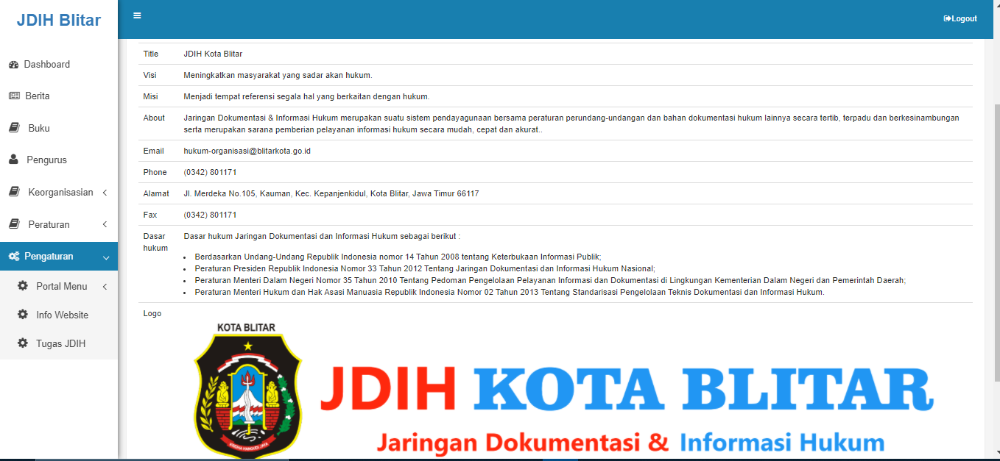 JDIH Blitar
Logout
Dashboard
Berita
Buku
Pengurus
Keorganisasian
Peraturan
Pengaturan
Portal Menu
Info Website
Tugas JDIH
Title JDIH Kota Blitar
Visi Meningkatkan masyarakat yang sadar akan hukum.
Misi Menjadi tempat referensi segala hal yang berkaitan dengan hukum.
About Jaringan Dokumentasi & Informasi Hukum merupakan suatu sistem pendayagunaan bersama peraturan perundang-undangan dan bahan dokumentasi hukum lainnya secara tertib, terpadu dan berkesinambungan
serta merupakan sarana pemberian pelayanan informasi hukum secara mudah, cepat dan akurat..
Email hukum-organisasi@blitarkota.go.id
Phone (0342) 801171
Alamat Jl. Merdeka No.105, Kauman, Kec. Kepanjenkidul, Kota Blitar, Jawa Timur 66117
Fax (0342) 801171
Dasar hukum Dasar hukum Jaringan Dokumentasi dan Informasi Hukum sebagai berikut :
• Berdasarkan Undang-Undang Republik Indonesia nomor 14 Tahun 2008 tentang Keterbukaan Informasi Publik;
• Peraturan Presiden Republik Indonesia Nomor 33 Tahun 2012 Tentang Jaringan Dokumentasi dan Informasi Hukum Nasional;
• Peraturan Menteri Dalam Negeri Nomor 35 Tahun 2010 Tentang Pedoman Pengelolaan Pelayanan Informasi dan Dokumentasi di Lingkungan Kementerian Dalam Negeri dan Pemerintah Daerah;
• Peraturan Menteri Hukum dan Hak Asasi Manuasia Republik Indonesia Nomor 02 Tahun 2013 Tentang Standarisasi Pengelolaan Teknis Dokumentasi dan Informasi Hukum.
Logo
KOTA BLITAR
KRIDHA HANGUDI JAYA
JDIH KOTA BLITAR
Jaringan Dokumentasi & Informasi Hukum